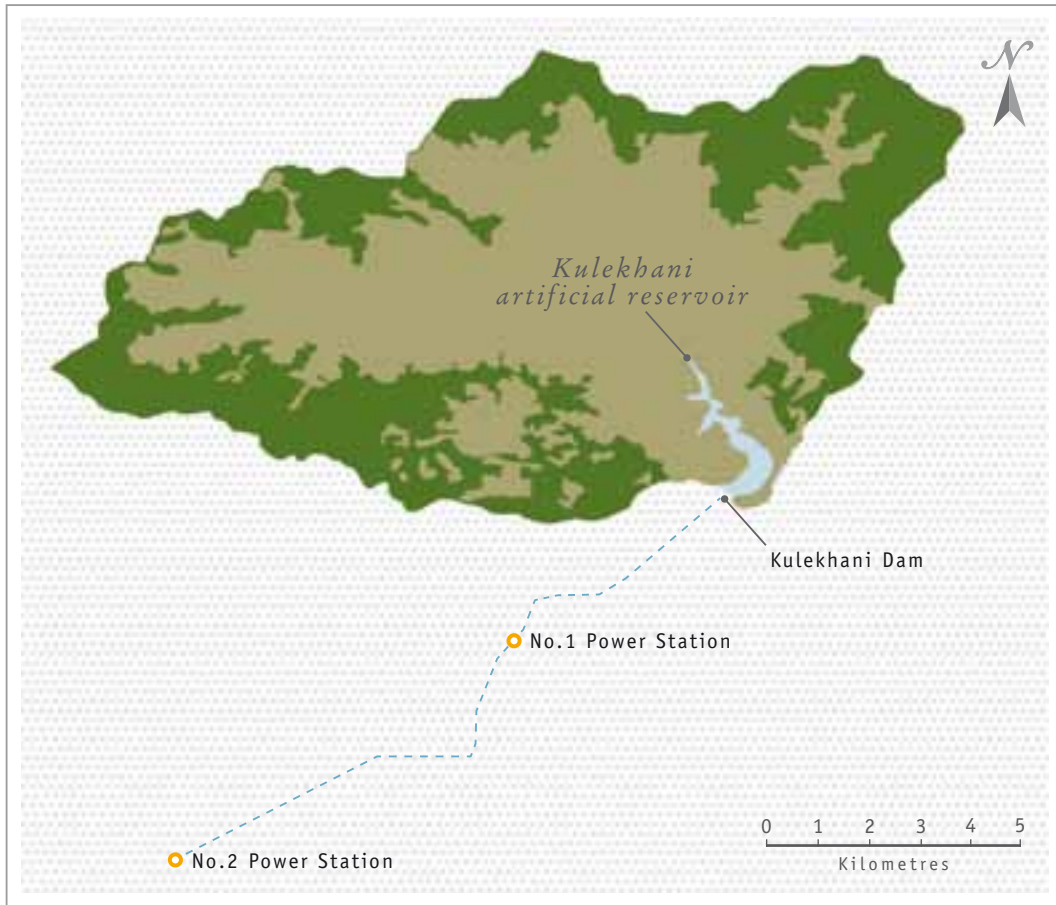 N
Kulekhani
artificial reservoir
Kulekhani Dam
No.1 Power Station
No.2 Power Station
0 1 2 3 4 5
Kilometres